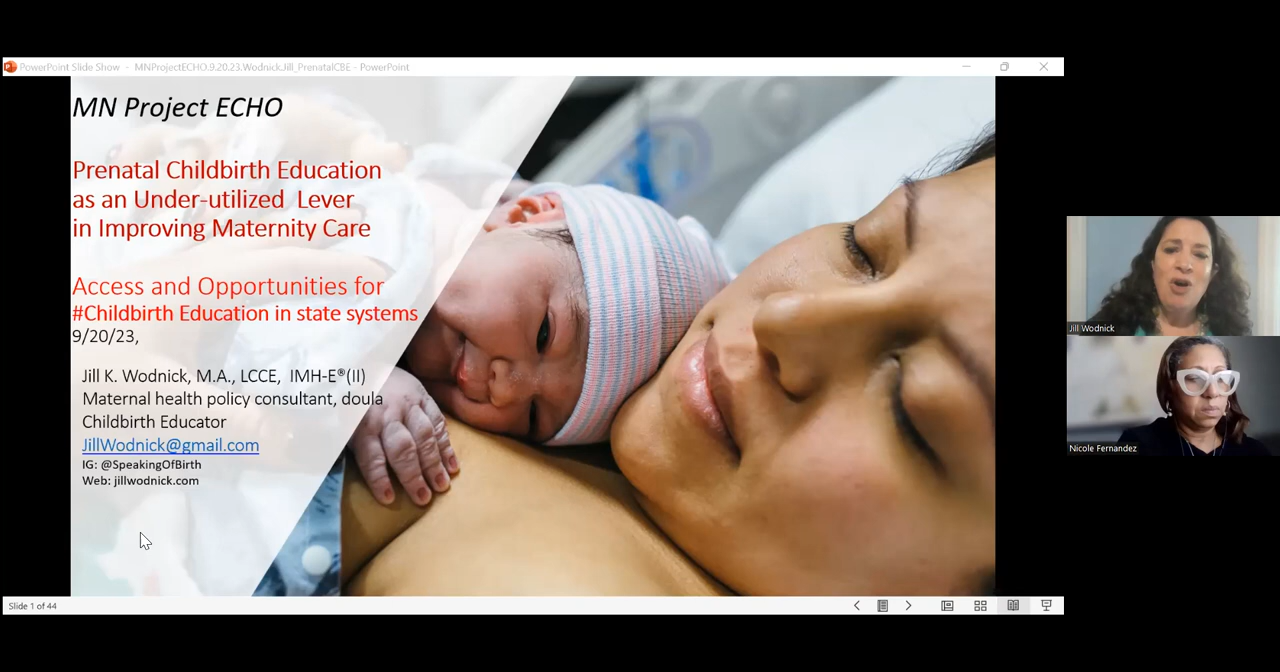 PowerPoint Slide Show - MNProjectECHO.9.20.23.Wodnick.Jill_PrenatalCBE - PowerPoint
MN Project ECHO
Prenatal Childbirth Education
as an Under-utilized Lever
in Improving Maternity Care
Access and Opportunities for
#Childbirth Education in state systems
9/20/23,
Jill K. Wodnick, M.A., LCCE, IMH-E®(II)
Maternal health policy consultant, doula
Childbirth Educator
JillWodnick@gmail.com
IG: @SpeakingOfBirth
Web: jillwodnick.com
Slide 1 of 44
Jill Wodnick
Nicole Fernandez